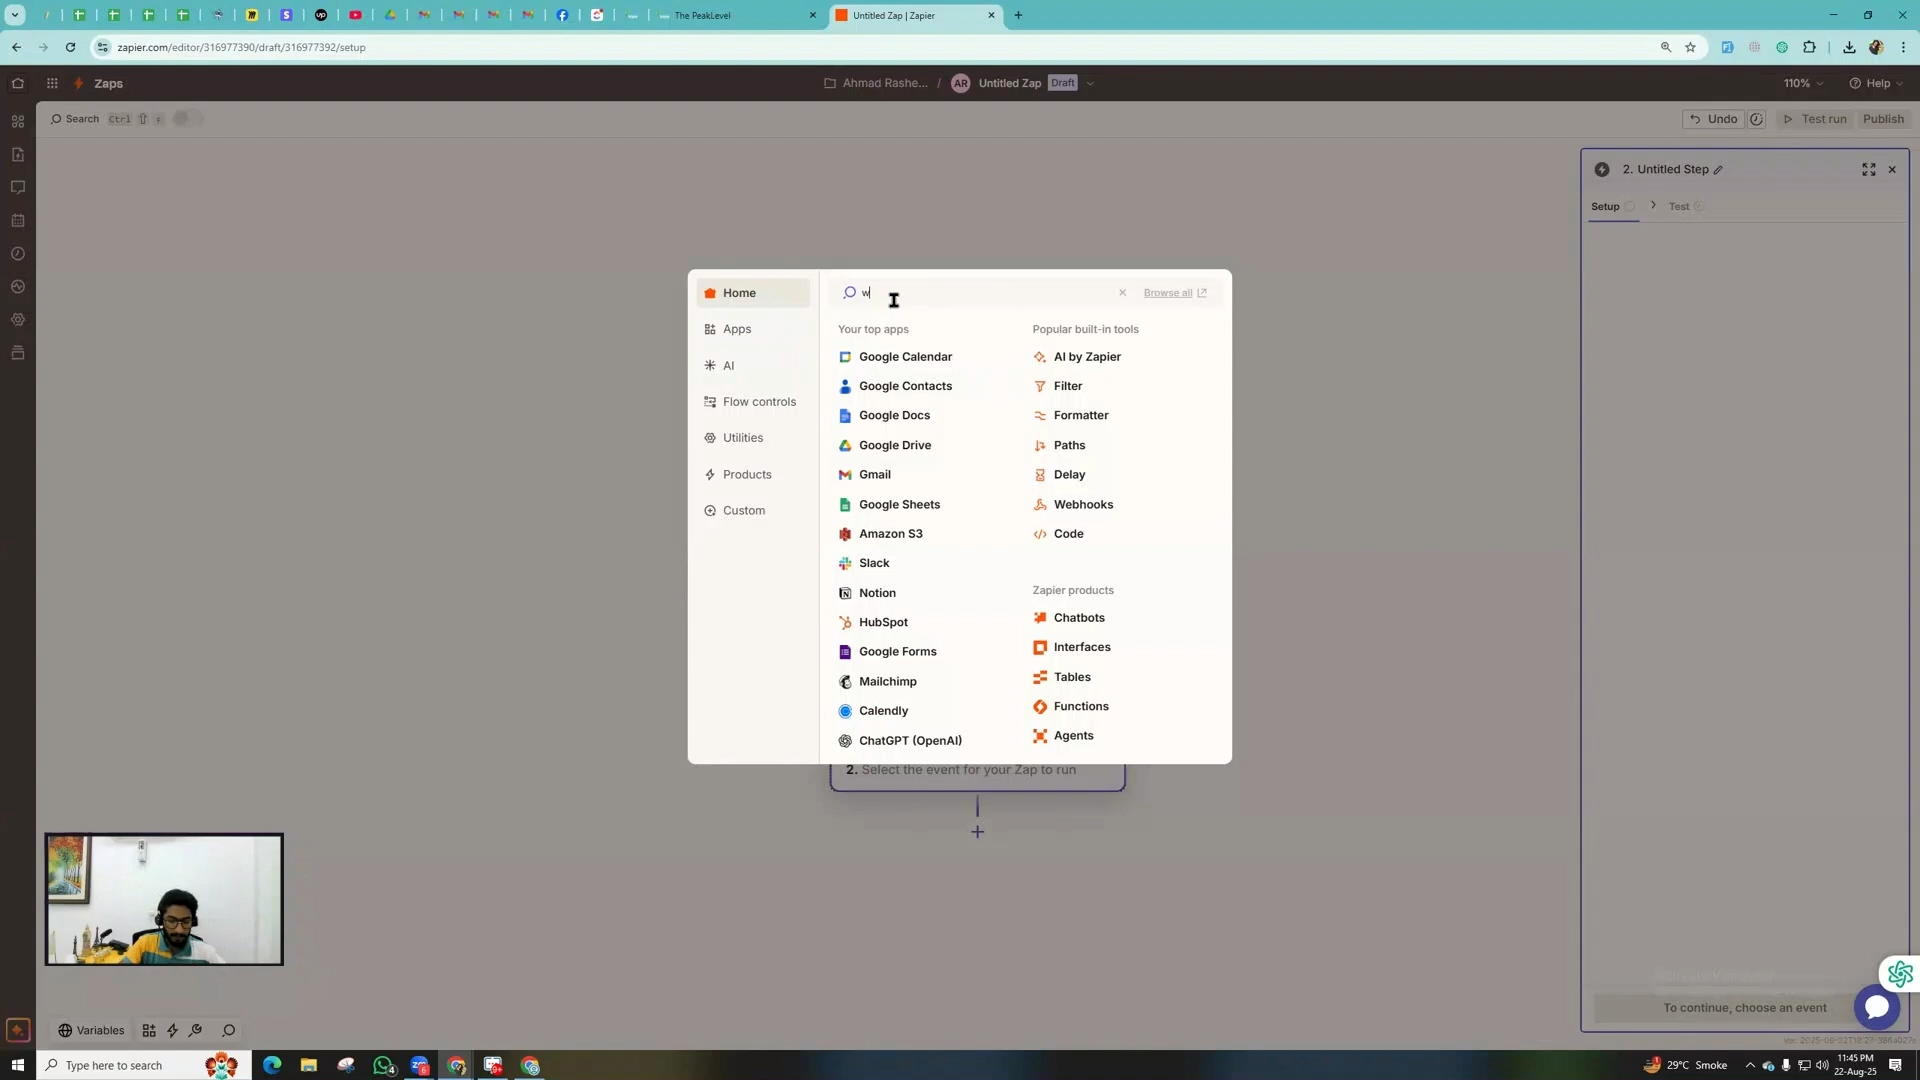 The PeakLevel
Untitled Zap | Zapier
zapier.com/editor/316977390/draft/316977392/setup
Zaps
Ahmad Rashe... / AR Untitled Zap Draft
110%
Help
Search Ctrl
Undo
Test run
Publish
2. Untitled Step
Setup
Test
Home
Apps
AI
Flow controls
Utilities
Products
Custom
w
Browse all
Your top apps
Google Calendar
Google Contacts
Google Docs
Google Drive
Gmail
Google Sheets
Amazon S3
Slack
Notion
HubSpot
Google Forms
Mailchimp
Calendly
ChatGPT (OpenAI)
Popular built-in tools
AI by Zapier
Filter
Formatter
Paths
Delay
Webhooks
Code
Zapier products
Chatbots
Interfaces
Tables
Functions
Agents
2. Select the event for your Zap to run
To continue, choose an event
Variables
Type here to search
29°C Smoke
11:45 PM
22-Aug-25